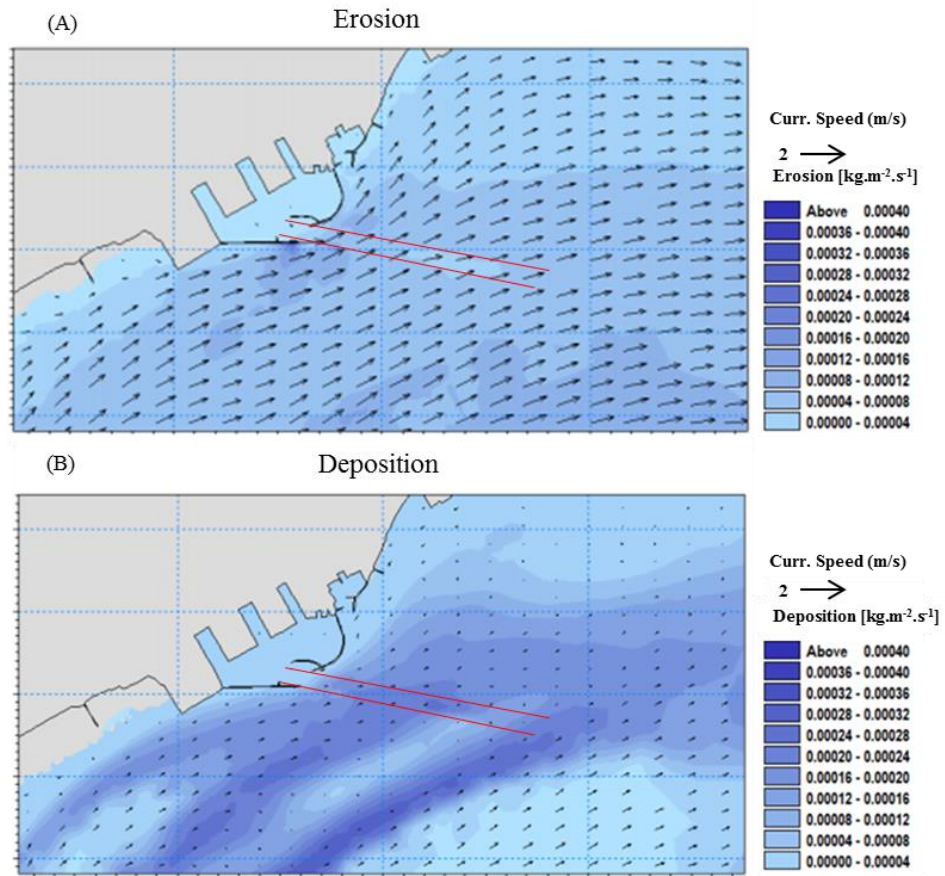 (A)
Erosion
Curr. Speed (m/s)
2
Erosion [kg.m⁻².s⁻¹]
Above 0.00040
0.00036 - 0.00040
0.00032 - 0.00036
0.00028 - 0.00032
0.00024 - 0.00028
0.00020 - 0.00024
0.00016 - 0.00020
0.00012 - 0.00016
0.00008 - 0.00012
0.00004 - 0.00008
0.00000 - 0.00004
(B)
Deposition
Curr. Speed (m/s)
2
Deposition [kg.m⁻².s⁻¹]
Above 0.00040
0.00036 - 0.00040
0.00032 - 0.00036
0.00028 - 0.00032
0.00024 - 0.00028
0.00020 - 0.00024
0.00016 - 0.00020
0.00012 - 0.00016
0.00008 - 0.00012
0.00004 - 0.00008
0.00000 - 0.00004